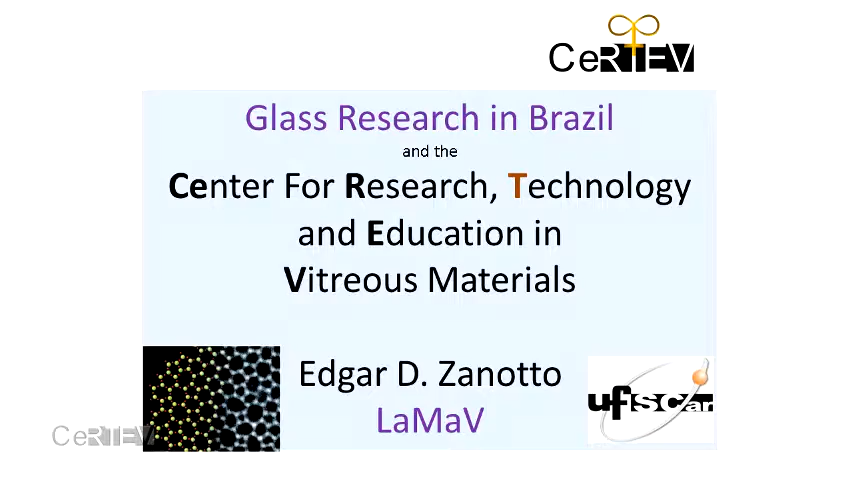 CeRTEV
Glass Research in Brazil
and the
Center For Research, Technology
and Education in
Vitreous Materials
Edgar D. Zanotto
LaMaV
ufscar
CeRTEV